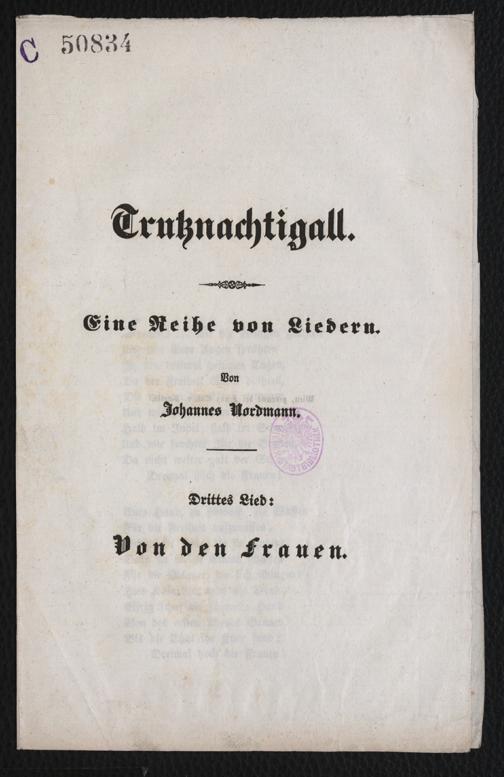 C 50834
Trutznachtigall.
Eine Reihe von Liedern.
Von
Johannes Nordmann.
Drittes Lied:
Von den Frauen.